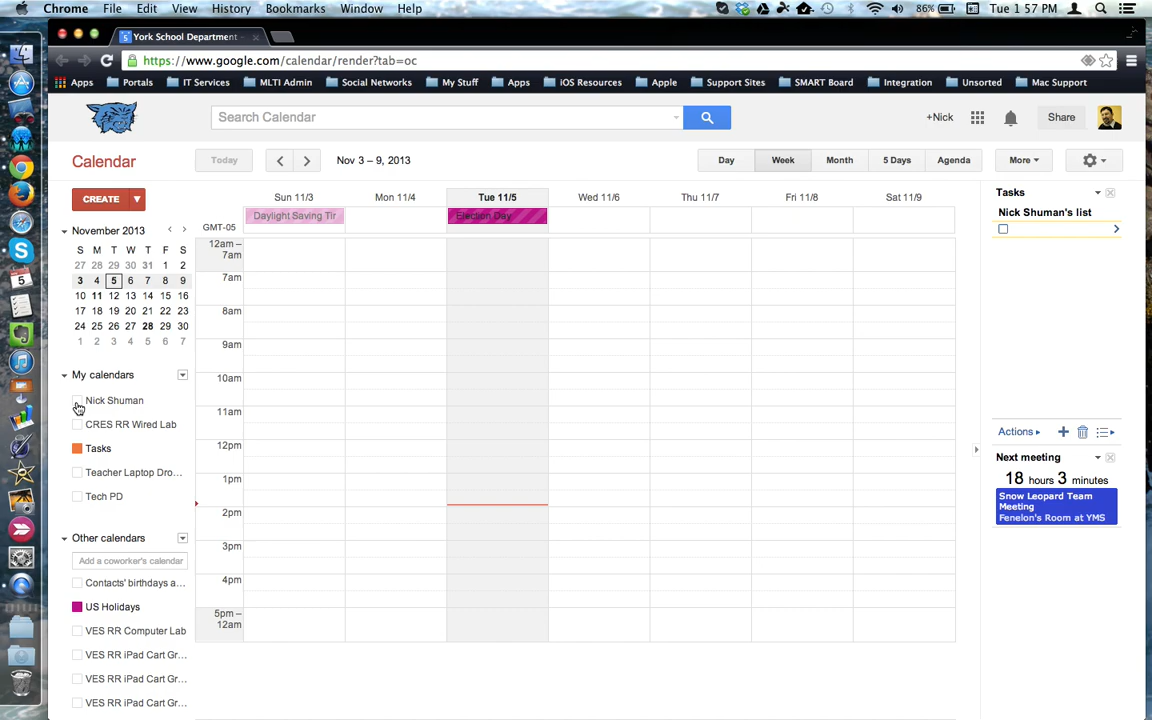 Chrome File Edit View History Bookmarks Window Help 86% Tue 1:57 PM
York School Department -
https://www.google.com/calendar/render?tab=oc
Apps Portals IT Services MLTI Admin Social Networks My Stuff Apps iOS Resources Apple Support Sites SMART Board Integration Unsorted Mac Support
Search Calendar +Nick Share
Calendar Today Nov 3 – 9, 2013 Day Week Month 5 Days Agenda More
CREATE
Sun 11/3 Mon 11/4 Tue 11/5 Wed 11/6 Thu 11/7 Fri 11/8 Sat 11/9
GMT-05 Daylight Saving Tir Election Day
November 2013
S M T W T F S
27 28 29 30 31 1 2
3 4 5 6 7 8 9
10 11 12 13 14 15 16
17 18 19 20 21 22 23
24 25 26 27 28 29 30
1 2 3 4 5 6 7
My calendars
Nick Shuman
CRES RR Wired Lab
Tasks
Teacher Laptop Dro...
Tech PD
Other calendars
Add a coworker's calendar
Contacts' birthdays a...
US Holidays
VES RR Computer Lab
VES RR iPad Cart Gr...
VES RR iPad Cart Gr...
VES RR iPad Cart Gr...
12am –
7am
7am
8am
9am
10am
11am
12pm
1pm
2pm
3pm
4pm
5pm –
12am
Tasks
Nick Shuman's list
Actions
Next meeting
18 hours 3 minutes
Snow Leopard Team
Meeting
Fenelon's Room at YMS
5